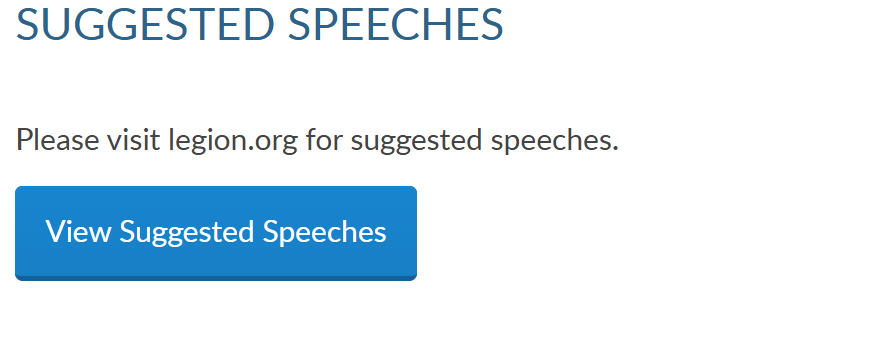 SUGGESTED SPEECHES
Please visit legion.org for suggested speeches.
View Suggested Speeches